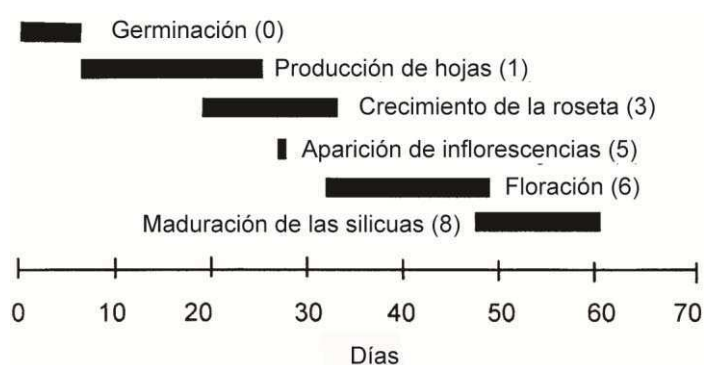 Germinación (0)
Producción de hojas (1)
Crecimiento de la roseta (3)
Aparición de inflorescencias (5)
Floración (6)
Maduración de las silicuas (8)
0 10 20 30 40 50 60 70
Días